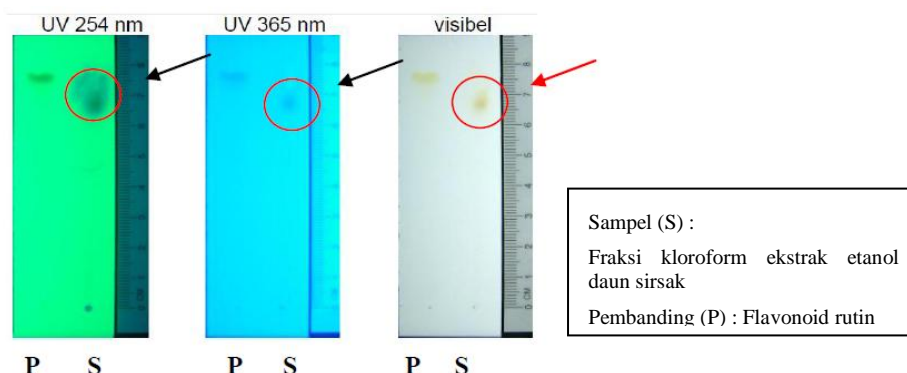 UV 254 nm
UV 365 nm
visibel
P S
P S
P S
Sampel (S) :
Fraksi kloroform ekstrak etanol
daun sirsak
Pembanding (P) : Flavonoid rutin